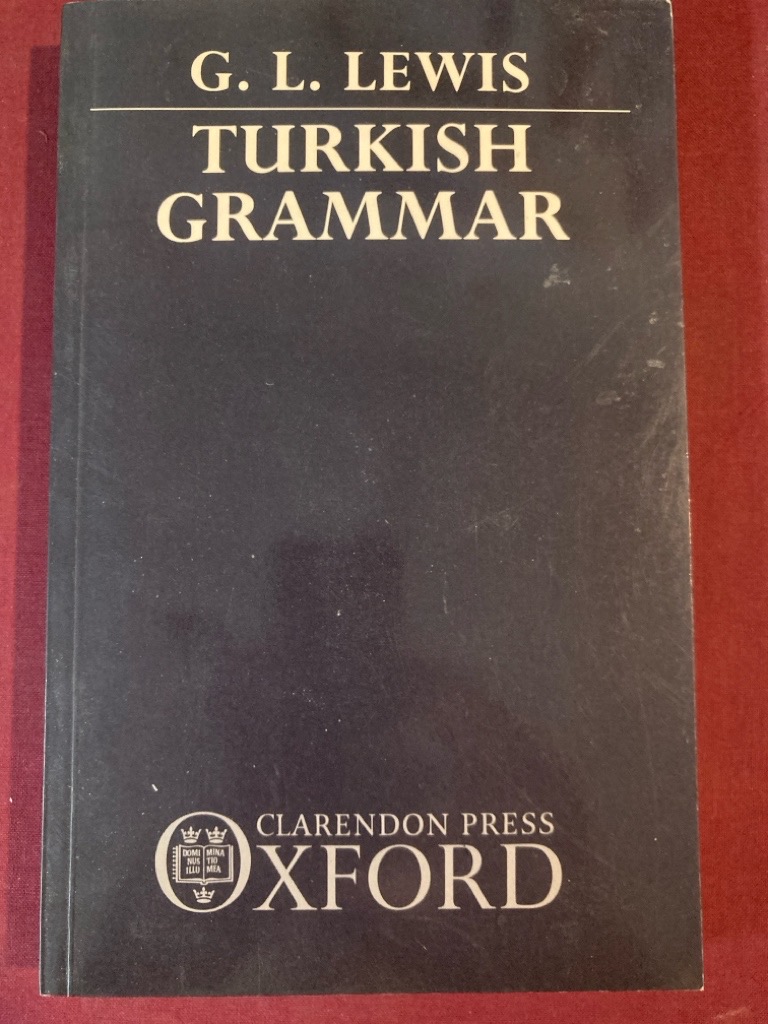 G. L. LEWIS
TURKISH
GRAMMAR
CLARENDON PRESS
OXFORD
DOMI MINA
NUS TIO
ILLU MEA